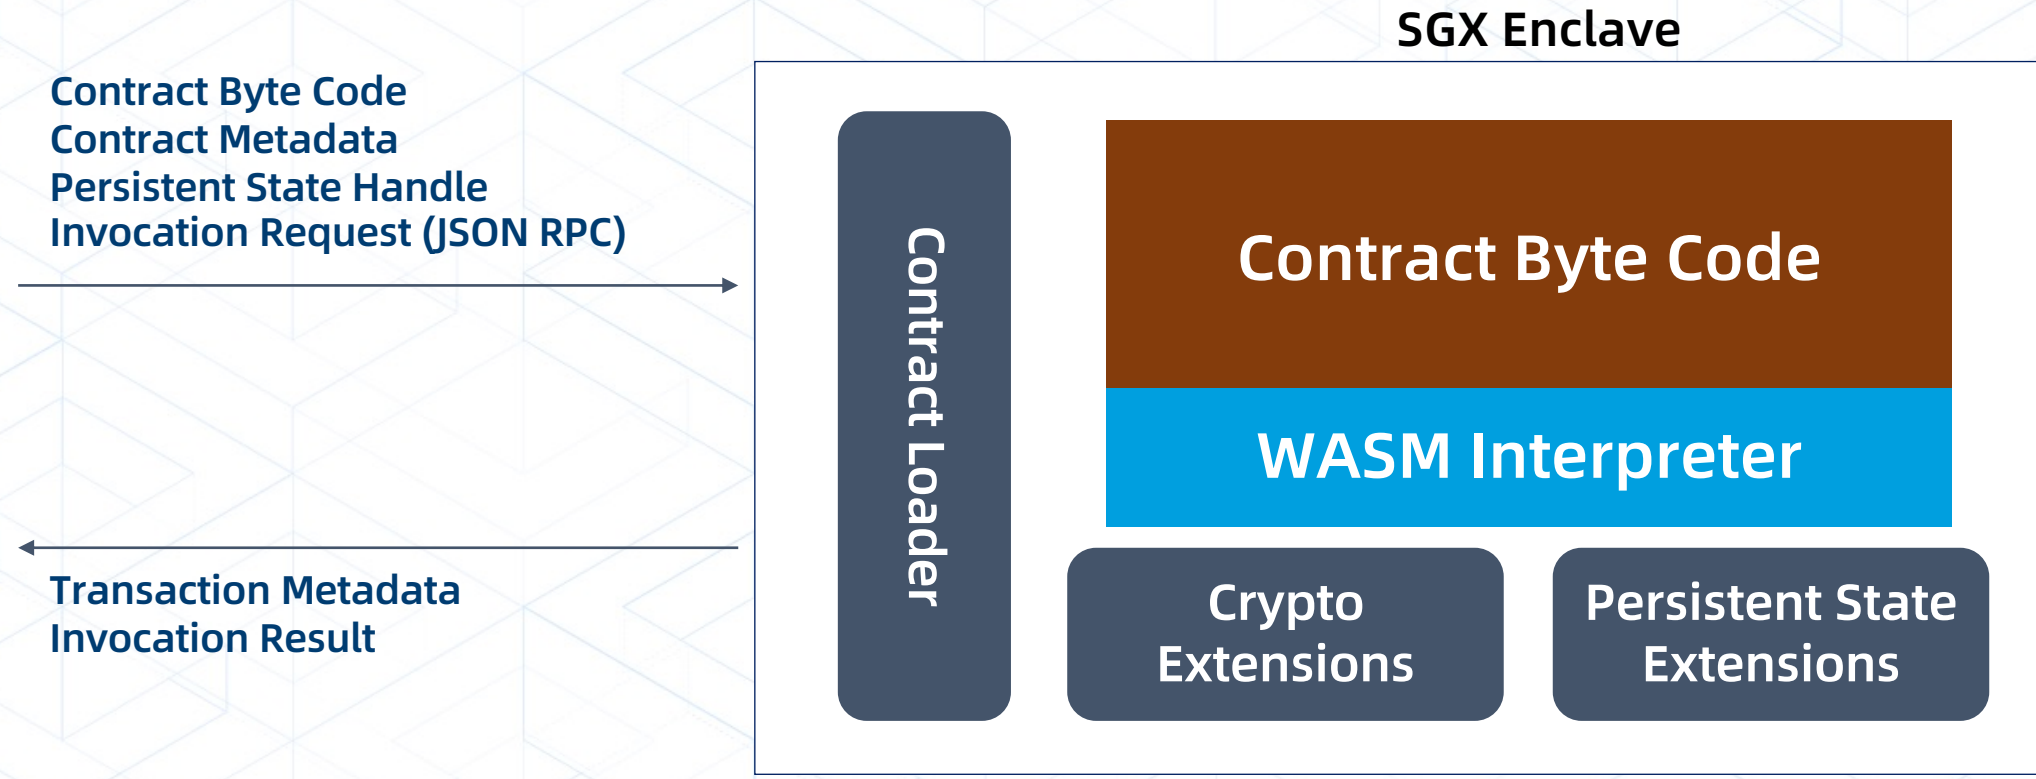 SGX Enclave
Contract Byte Code
Contract Metadata
Persistent State Handle
Invocation Request (JSON RPC)
Transaction Metadata
Invocation Result
Contract Loader
Contract Byte Code
WASM Interpreter
Crypto
Extensions
Persistent State
Extensions